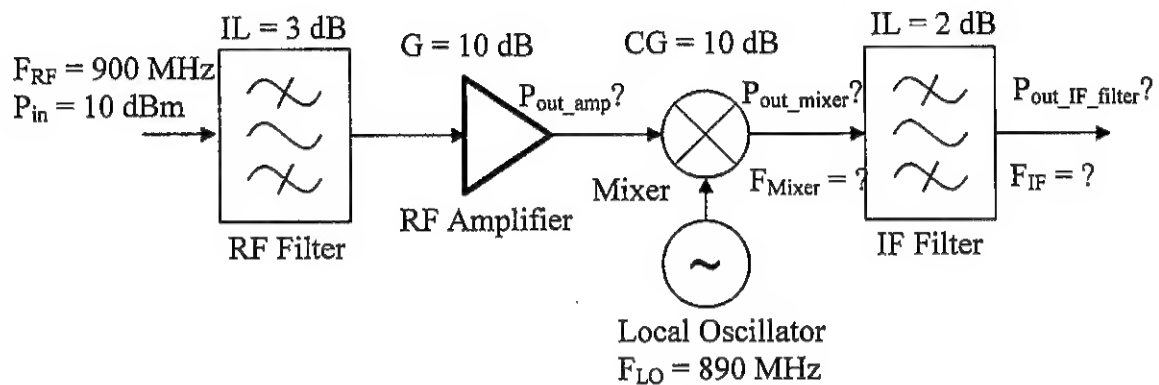 IL = 3 dB
G = 10 dB
CG = 10 dB
IL = 2 dB
F_RF = 900 MHz
P_in = 10 dBm
P_out_amp?
P_out_mixer?
P_out_IF_filter?
Mixer
F_Mixer = ?
F_IF = ?
RF Filter
RF Amplifier
IF Filter
~
Local Oscillator
F_LO = 890 MHz